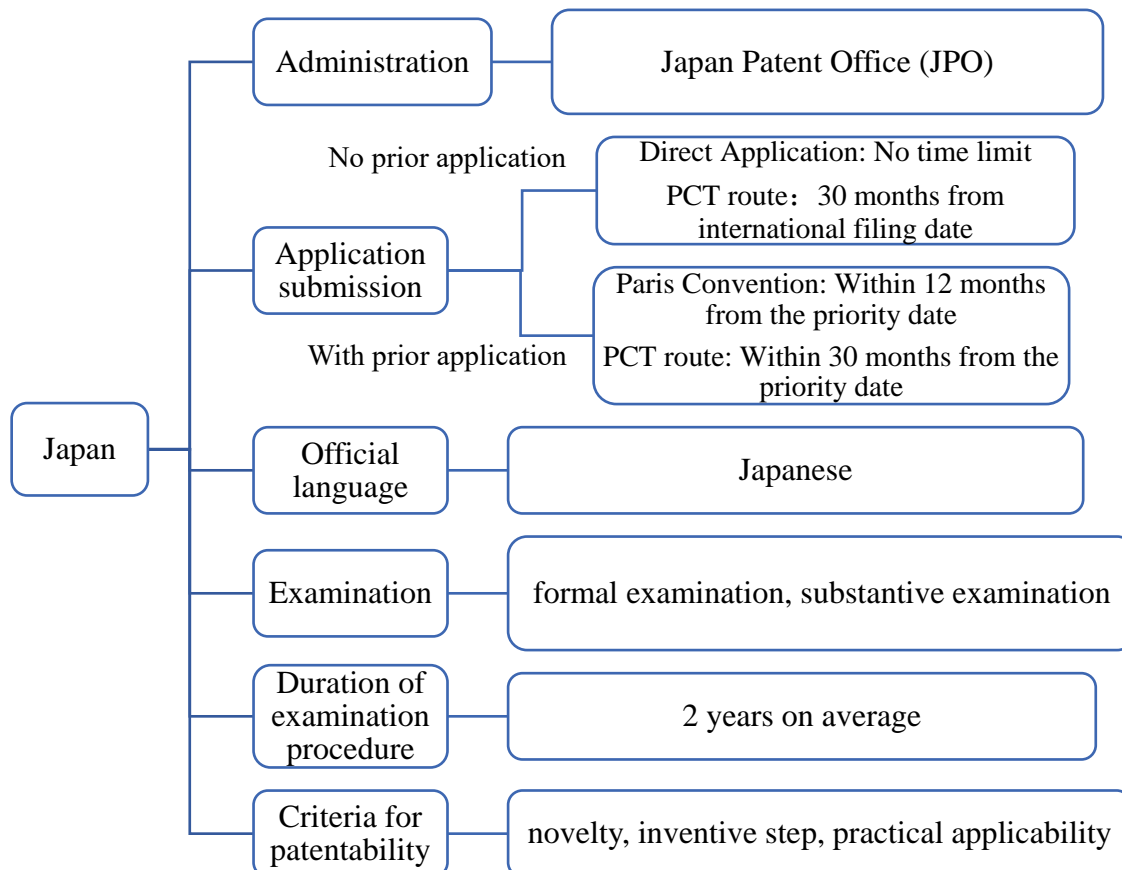 Administration
Japan Patent Office (JPO)
No prior application
Direct Application: No time limit
PCT route：30 months from
international filing date
Application
submission
Paris Convention: Within 12 months
from the priority date
With prior application
PCT route: Within 30 months from the
priority date
Japan
Official
language
Japanese
Examination
formal examination, substantive examination
Duration of
examination
procedure
2 years on average
Criteria for
patentability
novelty, inventive step, practical applicability